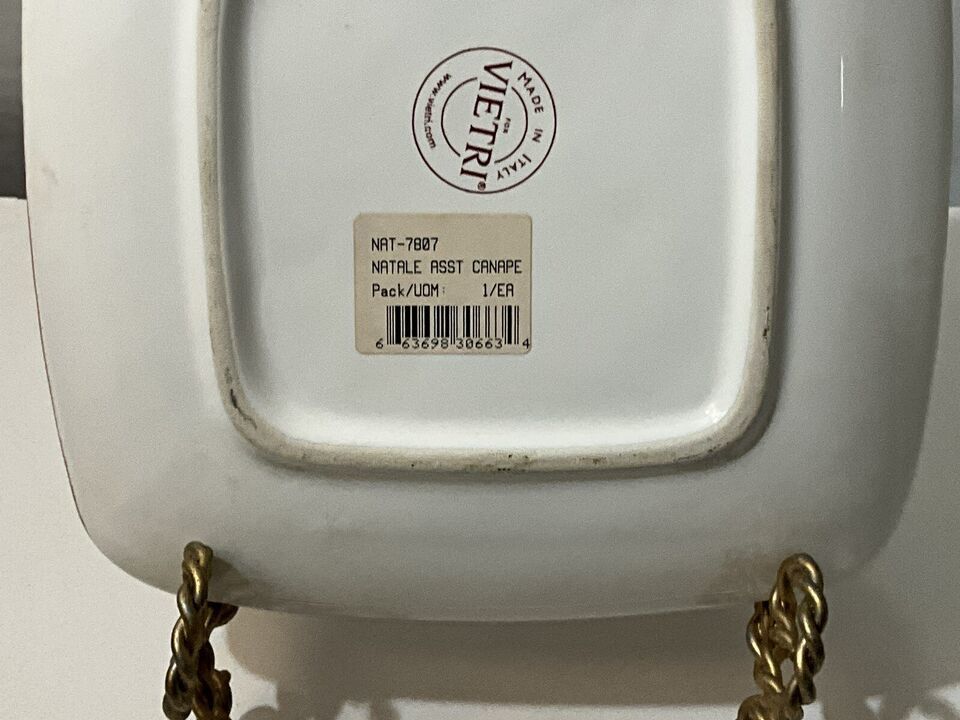 MADE IN ITALY
FOR
VIETRI®
www.vietri.com
NAT-7807
NATALE ASST CANAPE
Pack/UOM: 1/EA
6 63698 30663 4